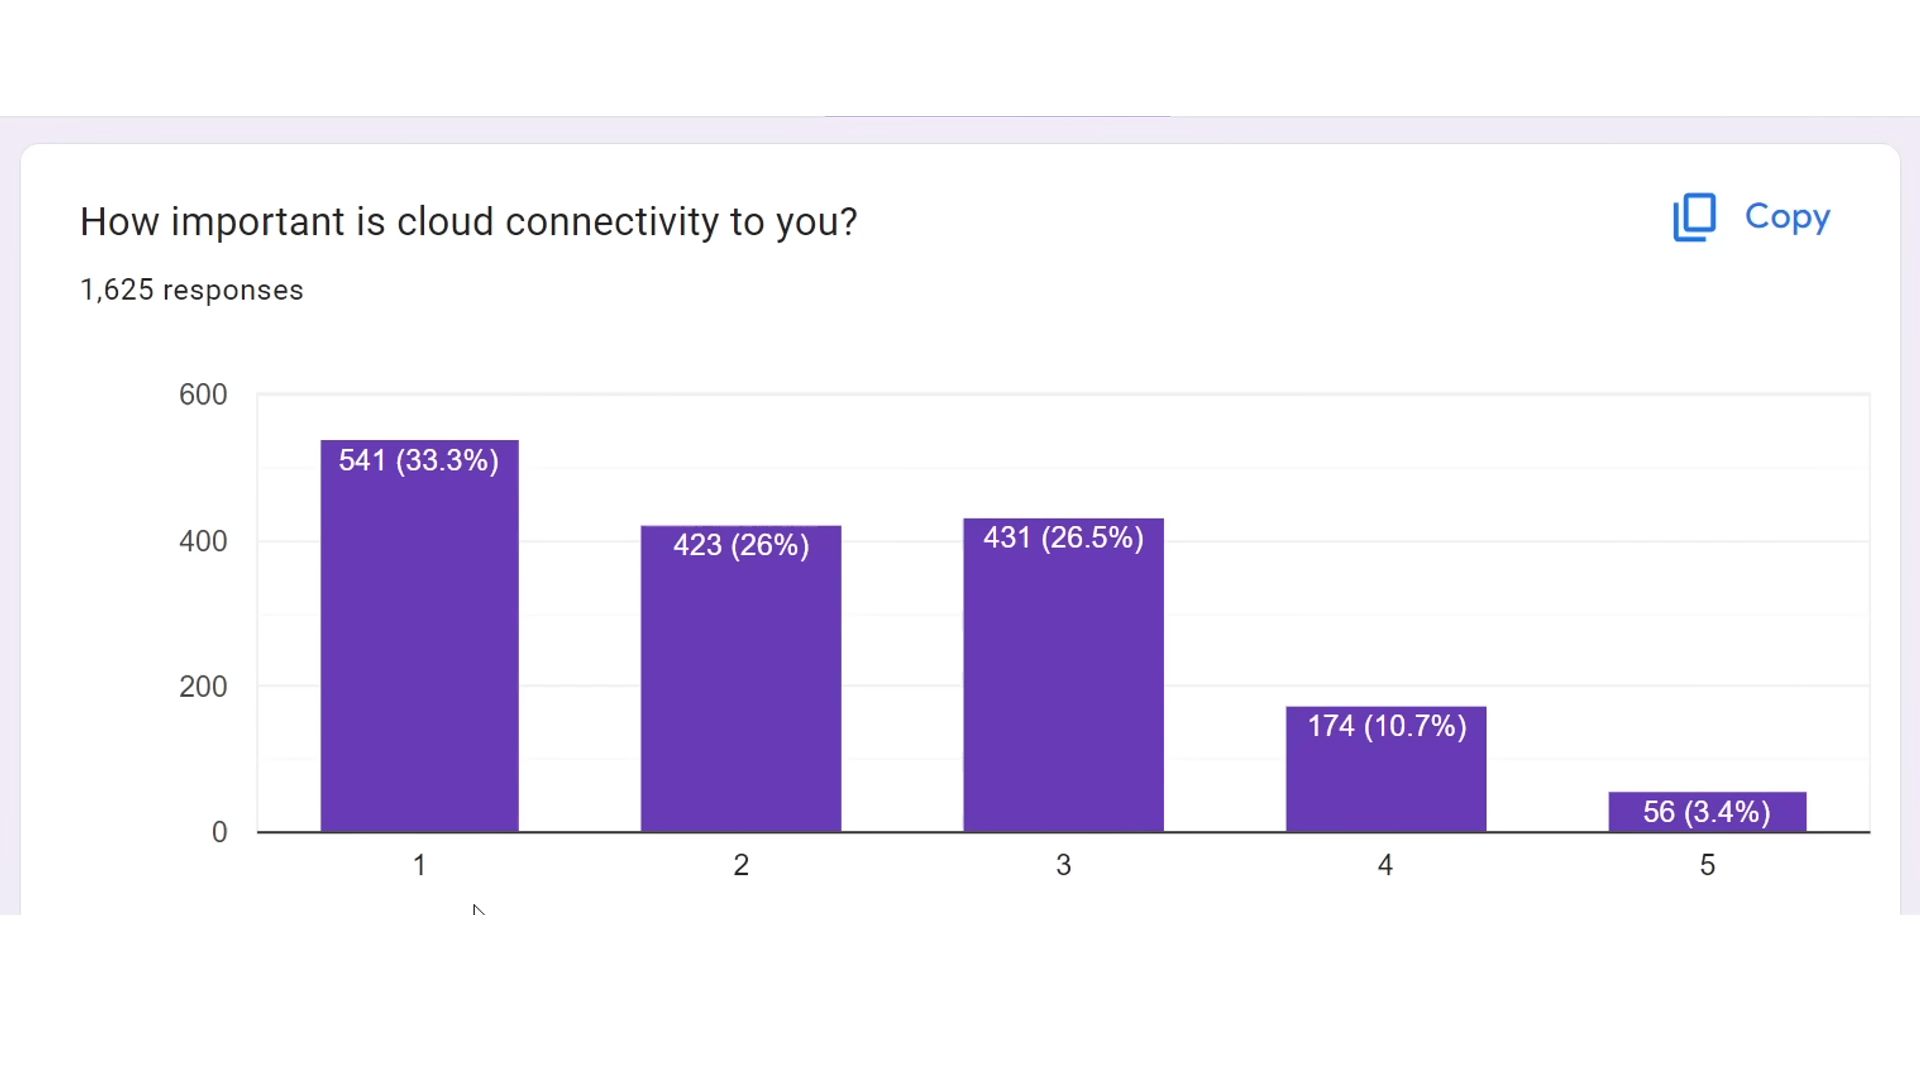 How important is cloud connectivity to you?
Copy
1,625 responses
600
541 (33.3%)
423 (26%)
431 (26.5%)
400
200
174 (10.7%)
56 (3.4%)
0
1 2 3 4 5